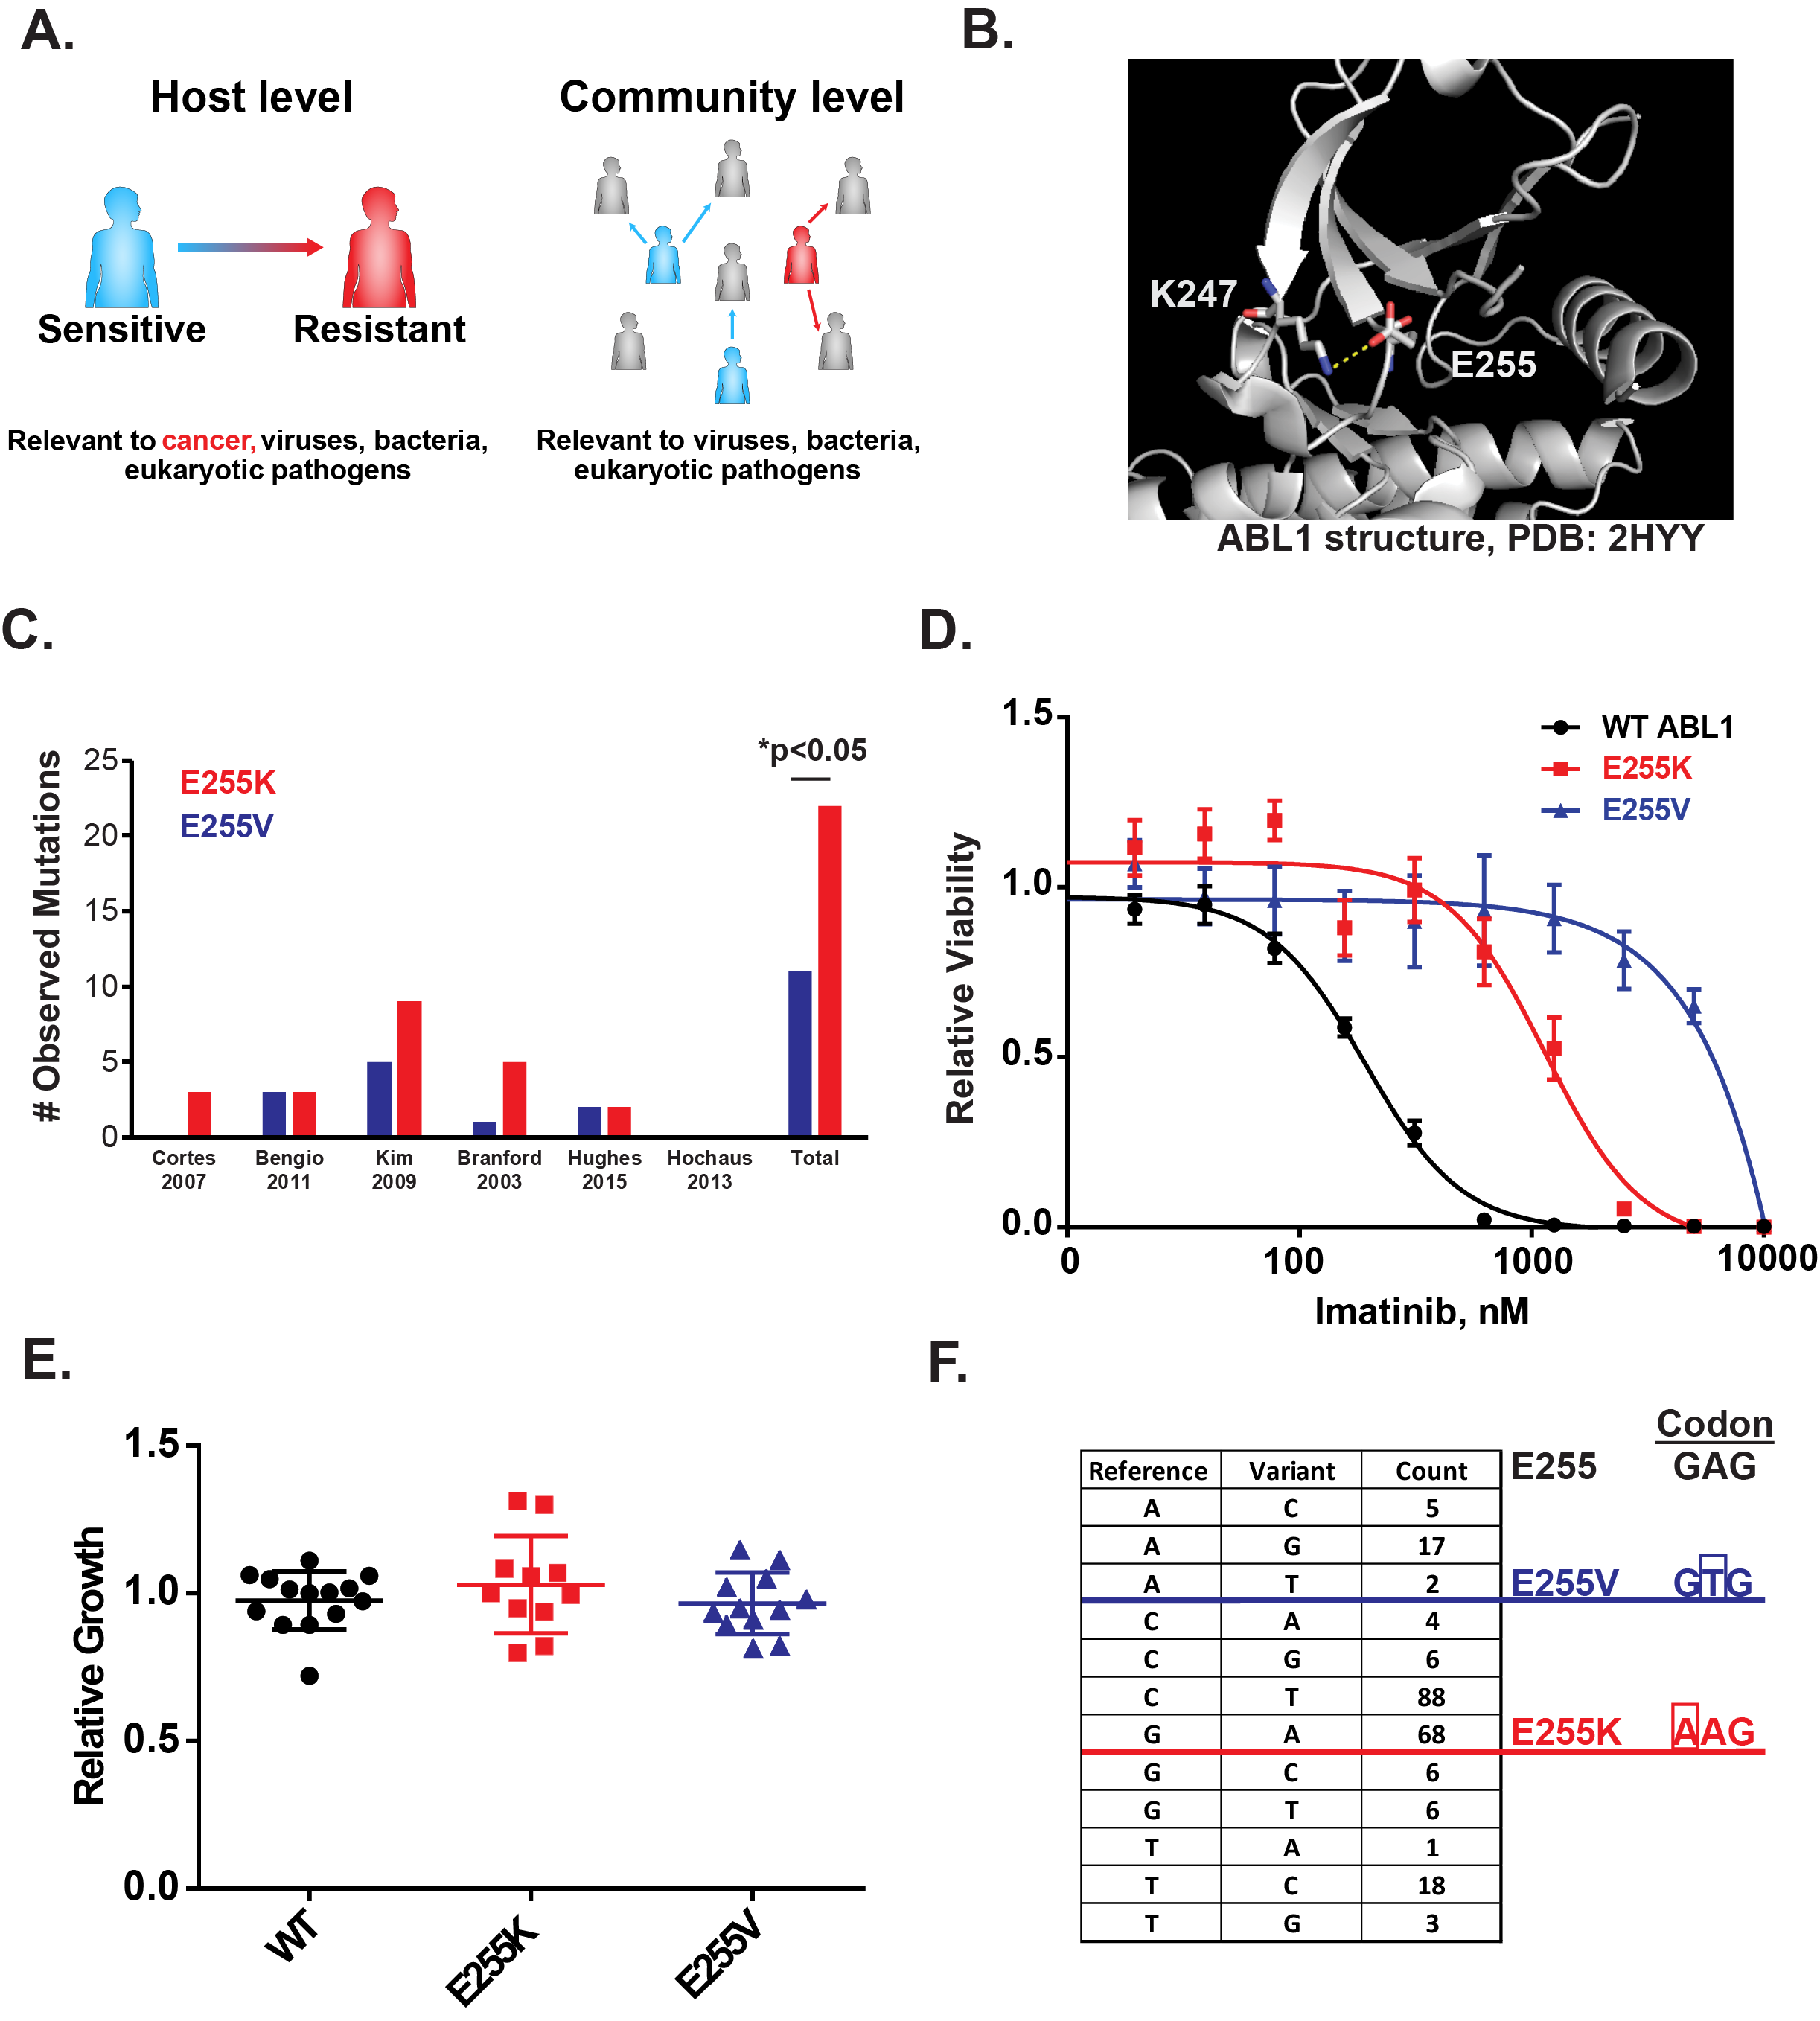 A.
Host level
Community level
Sensitive
Resistant
Relevant to cancer, viruses, bacteria,
eukaryotic pathogens
Relevant to viruses, bacteria,
eukaryotic pathogens
B.
K247
E255
ABL1 structure, PDB: 2HYY
C.
# Observed Mutations
25
20
15
10
5
0
E255K
E255V
*p<0.05
Cortes
2007
Bengio
2011
Kim
2009
Branford
2003
Hughes
2015
Hochaus
2013
Total
D.
Relative Viability
1.5
1.0
0.5
0.0
WT ABL1
E255K
E255V
0
100
1000
10000
Imatinib, nM
E.
Relative Growth
1.5
1.0
0.5
0.0
WT
E255K
E255V
F.
Codon
Reference Variant Count E255 GAG
A C 5
A G 17
A T 2 E255V GTG
C A 4
C G 6
C T 88
G A 68 E255K AAG
G C 6
G T 6
T A 1
T C 18
T G 3